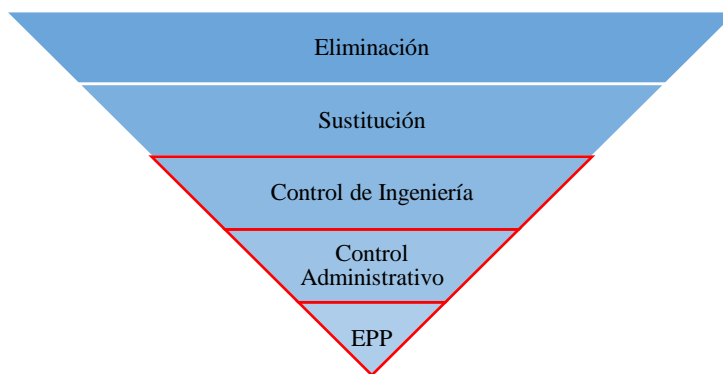 Eliminación
Sustitución
Control de Ingeniería
Control
Administrativo
EPP